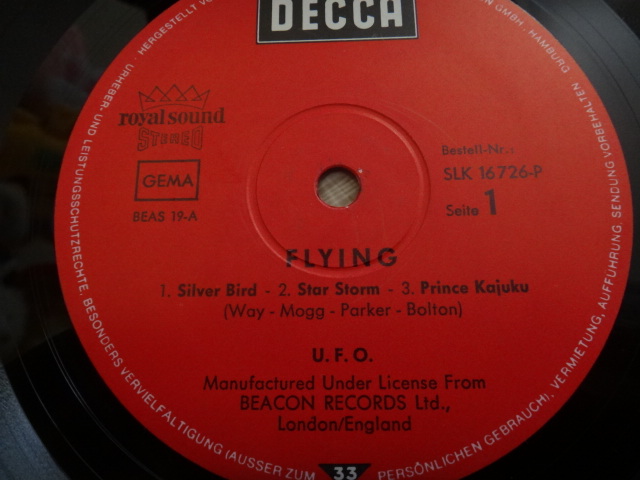 DECCA
royal sound
STEREO
GEMA
BEAS 19-A
Bestell-Nr.:
SLK 16726-P
Seite 1
FLYING
1. Silver Bird - 2. Star Storm - 3. Prince Kajuku
(Way - Mogg - Parker - Bolton)
U. F. O.
Manufactured Under License From
BEACON RECORDS Ltd.,
London/England
33
URHEBER- UND LEISTUNGSSCHUTZRECHTE, BESONDERS VERVIELFALTIGUNG (AUSSER ZUM PERSÖNLICHEN GEBRAUCH), VERMIETUNG, AUFFÜHRUNG, SENDUNG VORBEHALTEN
HERGESTELLT
GMBH · HAMBURG